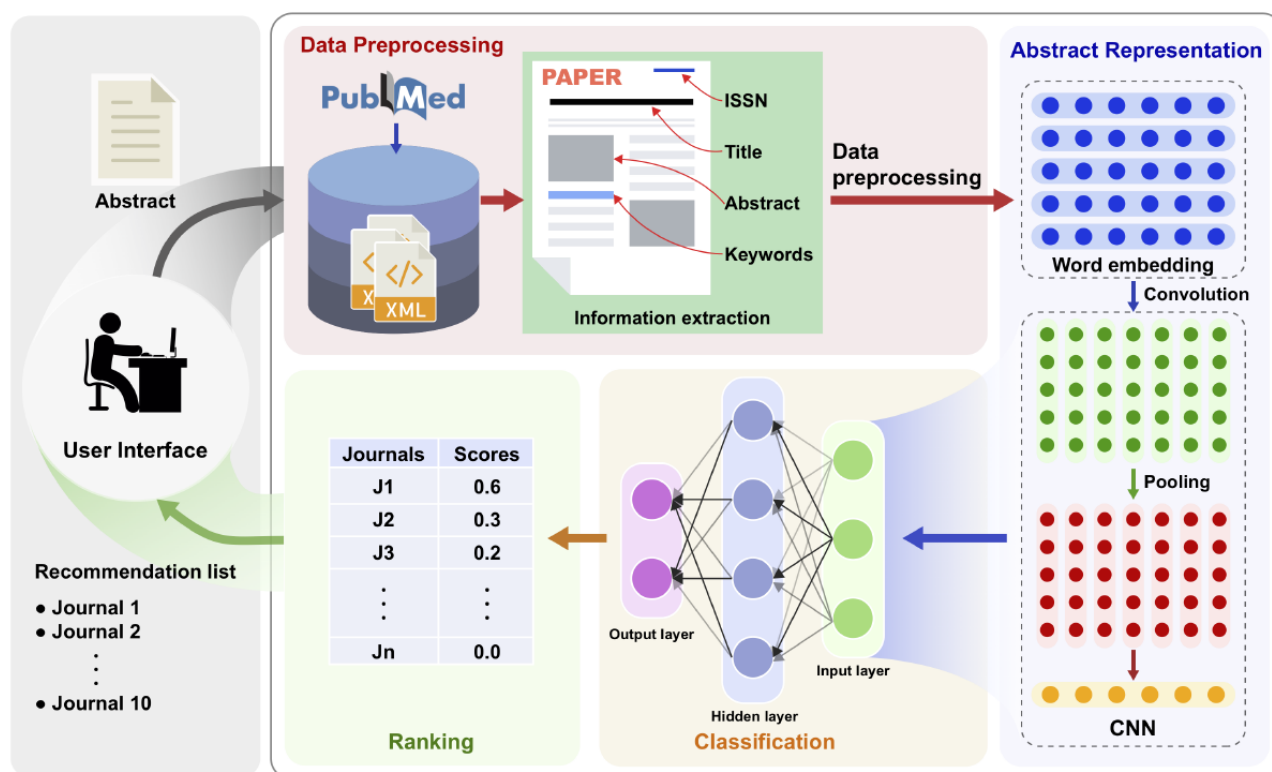 Abstract
User Interface
Recommendation list
● Journal 1
● Journal 2
● Journal 10
Data Preprocessing
PubMed
XML
X
PAPER
ISSN
Title
Abstract
Keywords
Information extraction
Data
preprocessing
Abstract Representation
Word embedding
Convolution
Pooling
CNN
Input layer
Hidden layer
Output layer
Classification
Journals Scores
J1 0.6
J2 0.3
J3 0.2
Jn 0.0
Ranking